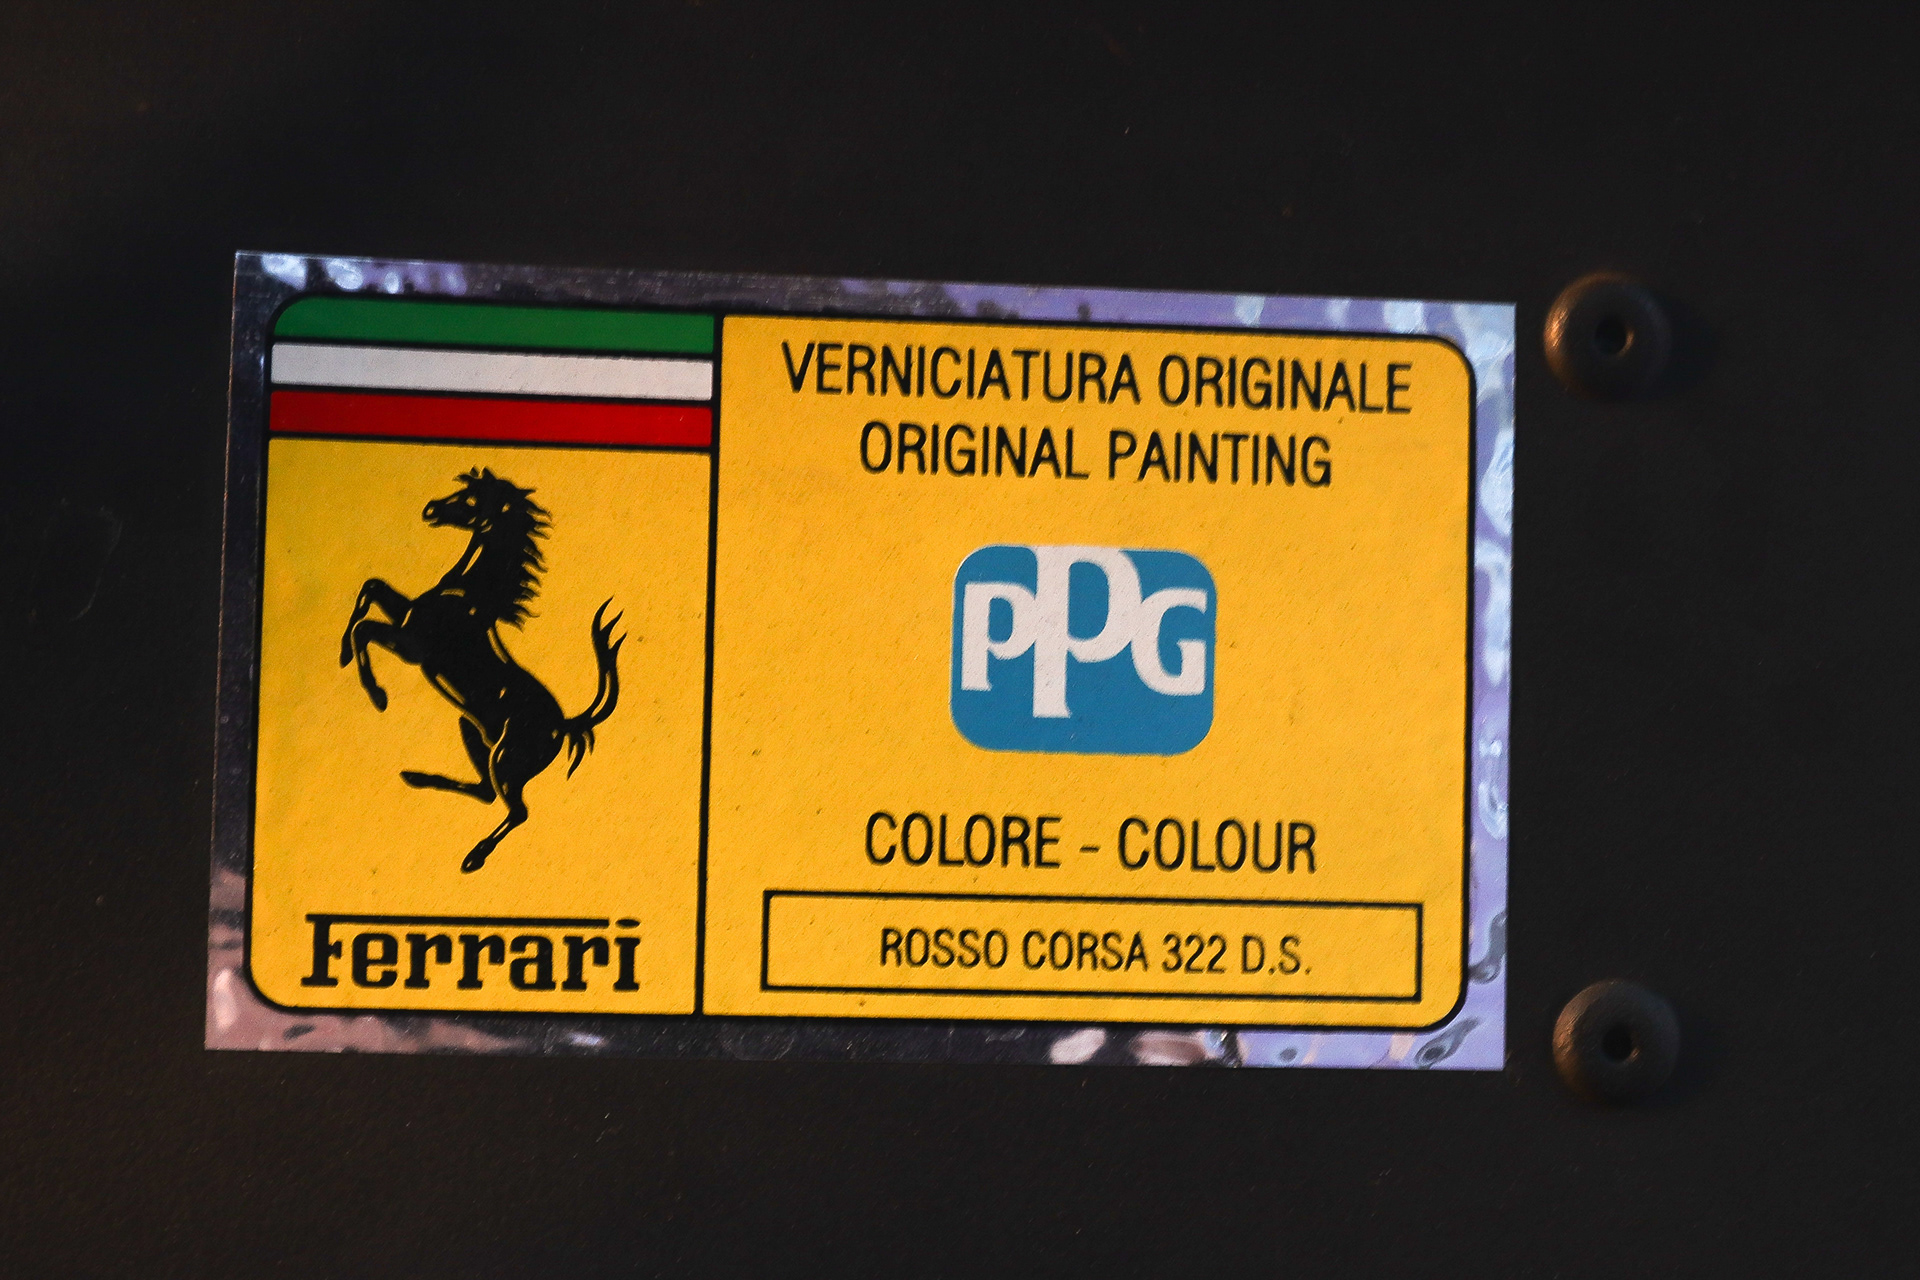 VERNICIATURA ORIGINALE
ORIGINAL PAINTING
PPG
COLORE - COLOUR
ROSSO CORSA 322 D.S.
Ferrari